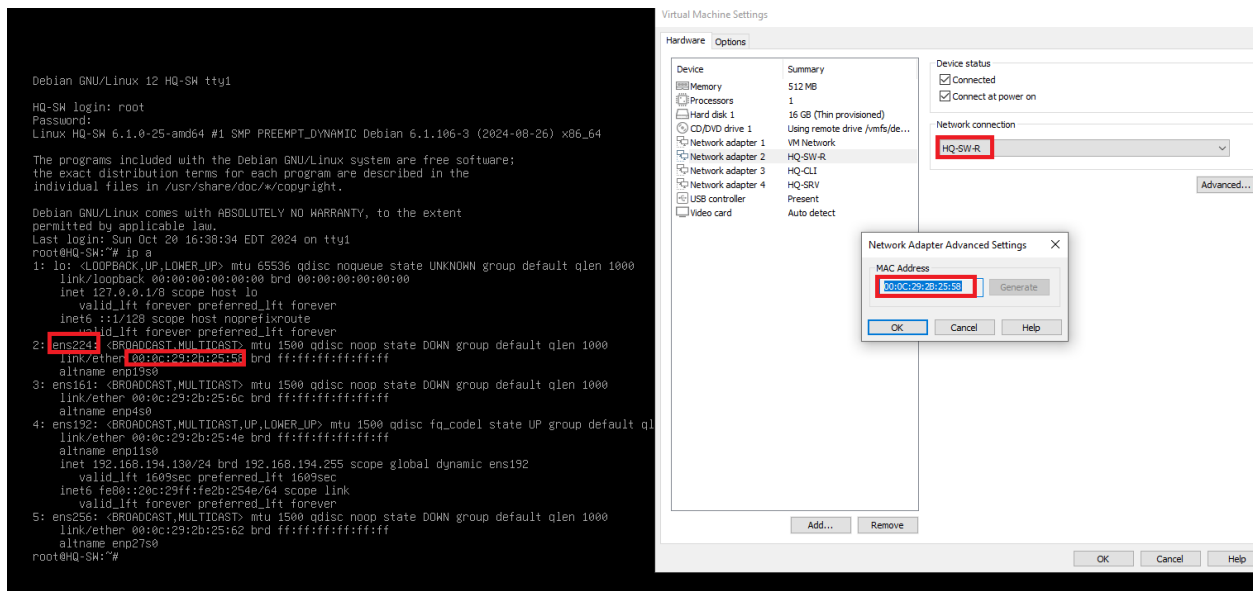 Debian GNU/Linux 12 HQ-SW tty1
HQ-SW login: root
Password:
Linux HQ-SW 6.1.0-25-amd64 #1 SMP PREEMPT_DYNAMIC Debian 6.1.106-3 (2024-08-26) x86_64
The programs included with the Debian GNU/Linux system are free software;
the exact distribution terms for each program are described in the
individual files in /usr/share/doc/*/copyright.
Debian GNU/Linux comes with ABSOLUTELY NO WARRANTY, to the extent
permitted by applicable law.
Last login: Sun Oct 20 16:38:34 EDT 2024 on tty1
root@HQ-SW:~# ip a
1: lo: <LOOPBACK,UP,LOWER_UP> mtu 65536 qdisc noqueue state UNKNOWN group default qlen 1000
link/loopback 00:00:00:00:00:00 brd 00:00:00:00:00:00
inet 127.0.0.1/8 scope host lo
valid_lft forever preferred_lft forever
inet6 ::1/128 scope host noprefixroute
valid_lft forever preferred_lft forever
2: ens224: <BROADCAST,MULTICAST> mtu 1500 qdisc noop state DOWN group default qlen 1000
link/ether 00:0c:29:2b:25:58 brd ff:ff:ff:ff:ff:ff
altname enp19s0
3: ens161: <BROADCAST,MULTICAST> mtu 1500 qdisc noop state DOWN group default qlen 1000
link/ether 00:0c:29:2b:25:6c brd ff:ff:ff:ff:ff:ff
altname enp4s0
4: ens192: <BROADCAST,MULTICAST,UP,LOWER_UP> mtu 1500 qdisc fq_codel state UP group default ql
link/ether 00:0c:29:2b:25:4e brd ff:ff:ff:ff:ff:ff
altname enp11s0
inet 192.168.194.130/24 brd 192.168.194.255 scope global dynamic ens192
valid_lft 1609sec preferred_lft 1609sec
inet6 fe80::20c:29ff:fe2b:254e/64 scope link
valid_lft forever preferred_lft forever
5: ens256: <BROADCAST,MULTICAST> mtu 1500 qdisc noop state DOWN group default qlen 1000
link/ether 00:0c:29:2b:25:62 brd ff:ff:ff:ff:ff:ff
altname enp27s0
root@HQ-SW:~#
Virtual Machine Settings
Hardware Options
Device Summary
Memory 512 MB
Processors 1
Hard disk 1 16 GB (Thin provisioned)
CD/DVD drive 1 Using remote drive /vmfs/de...
Network adapter 1 VM Network
Network adapter 2 HQ-SW-R
Network adapter 3 HQ-CLI
Network adapter 4 HQ-SRV
USB controller Present
Video card Auto detect
Add... Remove
Device status
Connected
Connect at power on
Network connection
HQ-SW-R
Advanced...
Network Adapter Advanced Settings
MAC Address
00:0C:29:2B:25:58 Generate
OK Cancel Help
OK Cancel Help